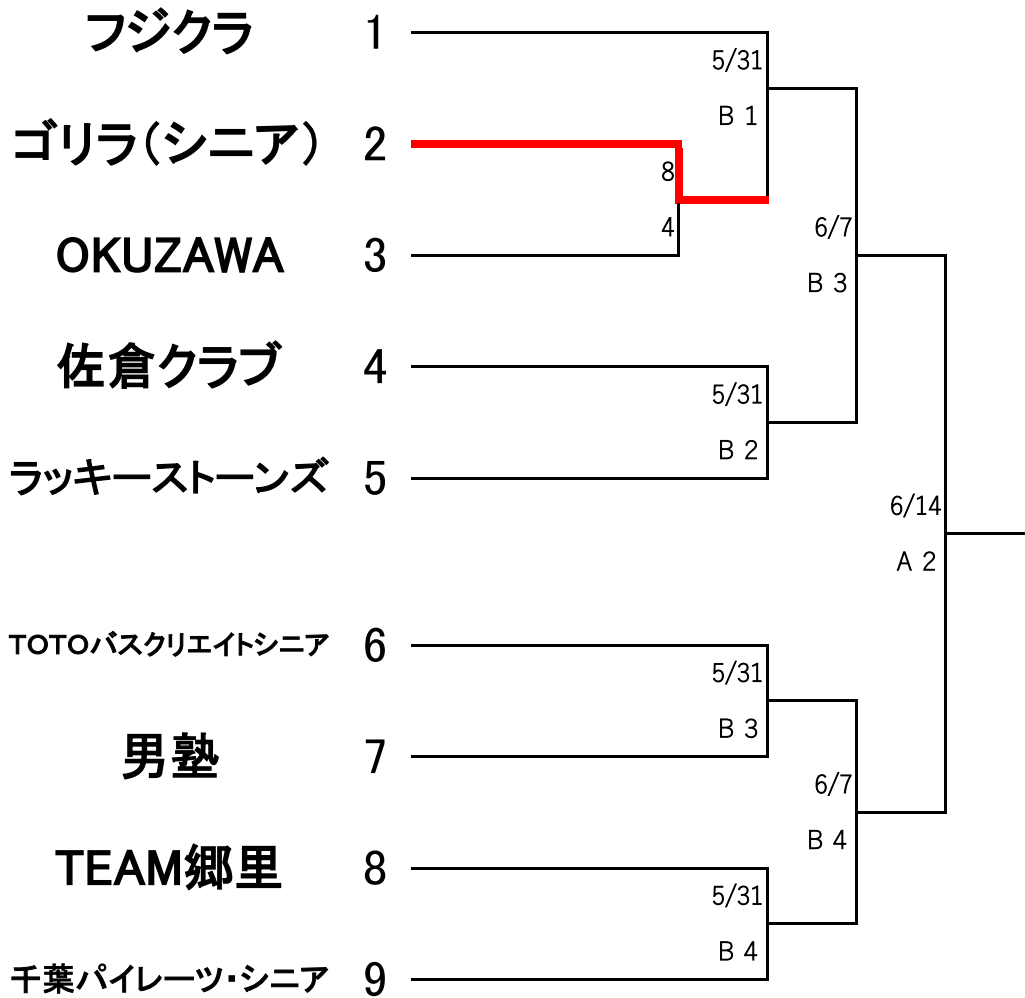 フジクラ 1
5/31
B 1
ゴリラ(シニア) 2
8
4
6/7
OKUZAWA 3
B 3
佐倉クラブ 4
5/31
B 2
ラッキーストーンズ 5
6/14
A 2
TOTOバスクリエイトシニア 6
5/31
B 3
男塾 7
6/7
B 4
TEAM郷里 8
5/31
B 4
千葉パイレーツ・シニア 9